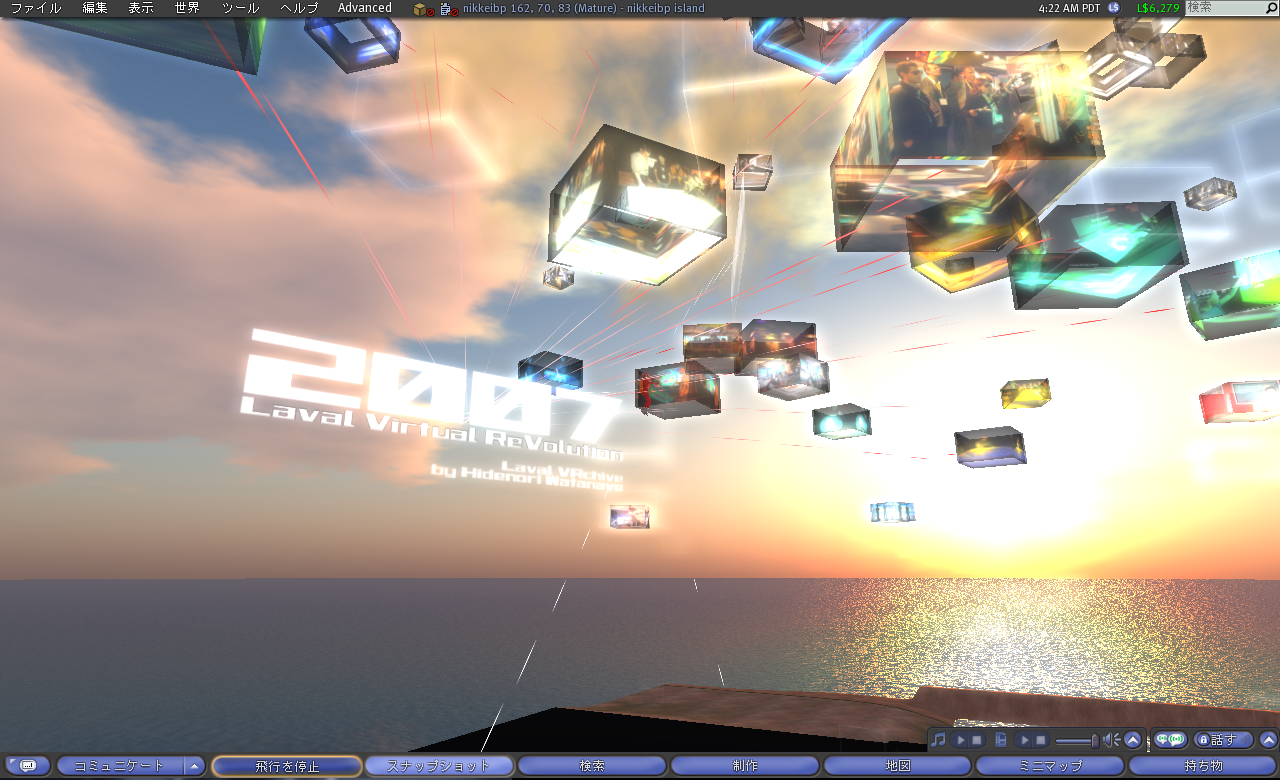 ファイル 編集 表示 世界 ツール ヘルプ Advanced nikkeibp 162, 70, 83 (Mature) - nikkeibp island 4:22 AM PDT L$6,279 検索
2007
Laval Virtual ReVolution
Laval VRchive
by Hidenori Watanave
話す
コミュニケート 飛行を停止 スナップショット 検索 制作 地図 ミニマップ 持ち物